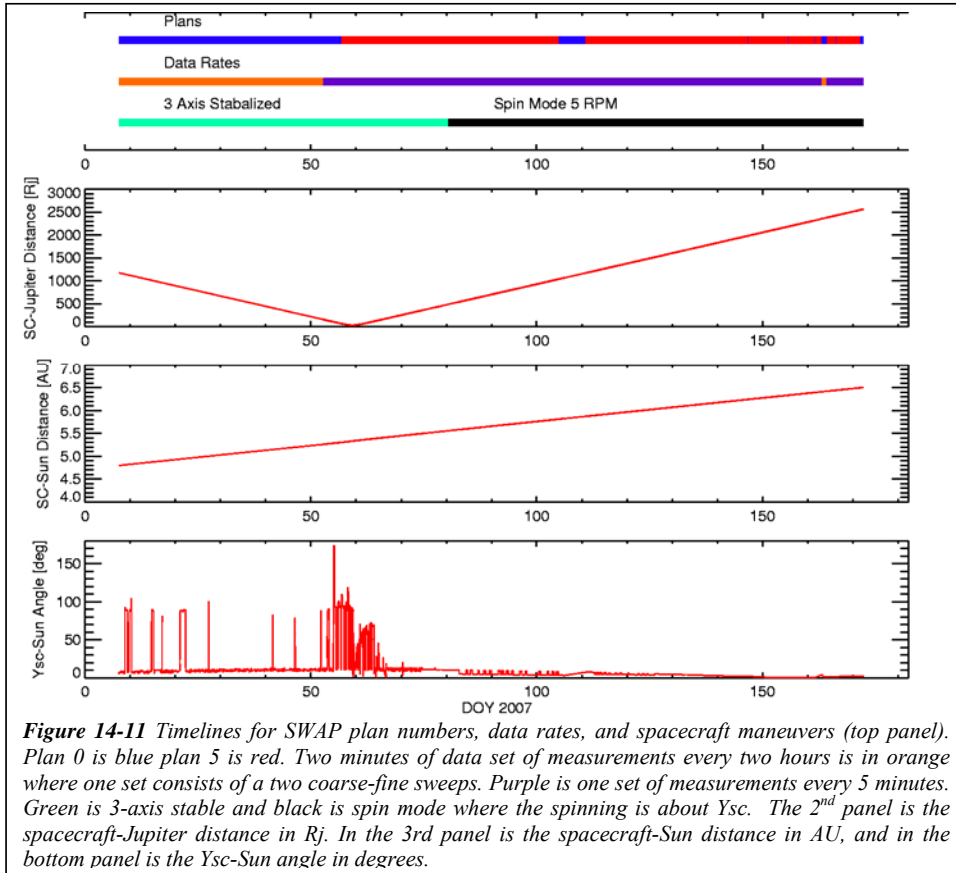 Plans
Data Rates
3 Axis Stabalized Spin Mode 5 RPM
0 50 100 150
SC-Jupiter Distance [Rj]
3000
2500
2000
1500
1000
500
0
0 50 100 150
SC-Sun Distance [AU]
7.0
6.5
6.0
5.5
5.0
4.5
4.0
0 50 100 150
Ysc-Sun Angle [deg]
150
100
50
0
0 50 100 150
DOY 2007
Figure 14-11 Timelines for SWAP plan numbers, data rates, and spacecraft maneuvers (top panel).
Plan 0 is blue plan 5 is red. Two minutes of data set of measurements every two hours is in orange
where one set consists of a two coarse-fine sweeps. Purple is one set of measurements every 5 minutes.
Green is 3-axis stable and black is spin mode where the spinning is about Ysc. The 2nd panel is the
spacecraft-Jupiter distance in Rj. In the 3rd panel is the spacecraft-Sun distance in AU, and in the
bottom panel is the Ysc-Sun angle in degrees.